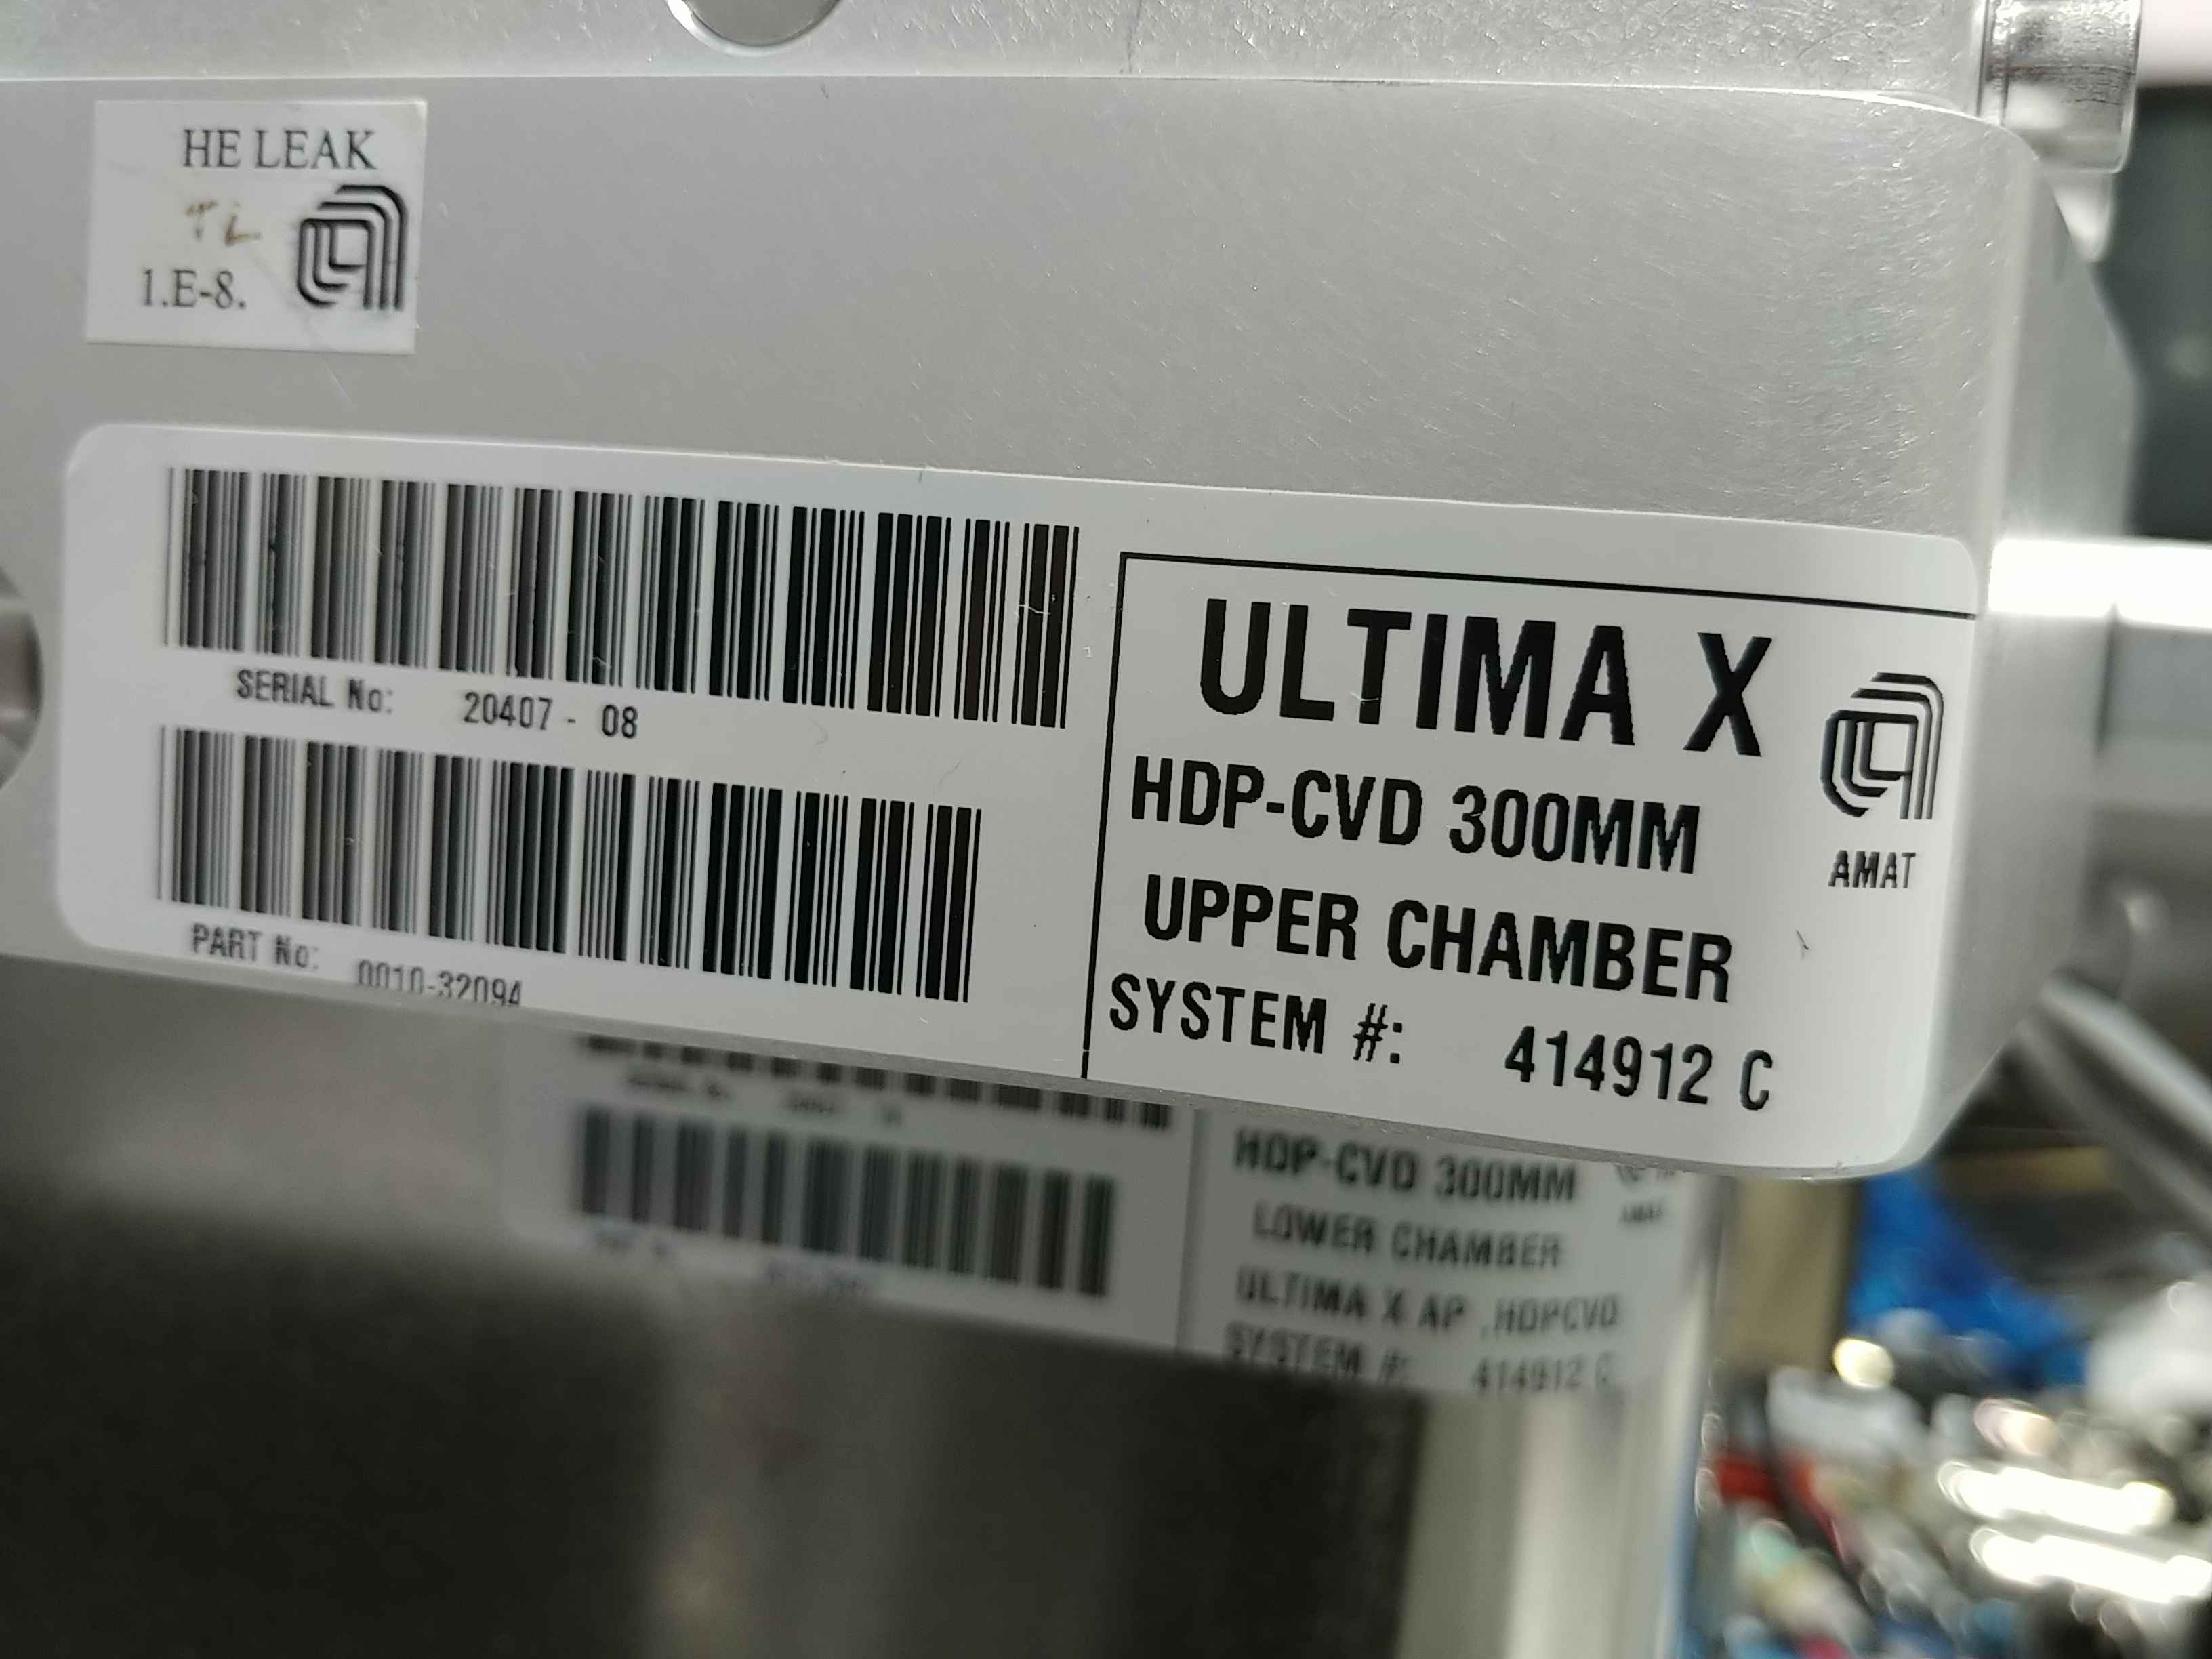 HE LEAK
TL
1.E-8.
SERIAL No: 20407 - 08
PART No: 0010-32094
ULTIMA X
HDP-CVD 300MM
AMAT
UPPER CHAMBER
SYSTEM #: 414912 C
HDP-CVD 300MM
LOWER CHAMBER
ULTIMA X AP ,HDPCVD
SYSTEM #: 414912 C